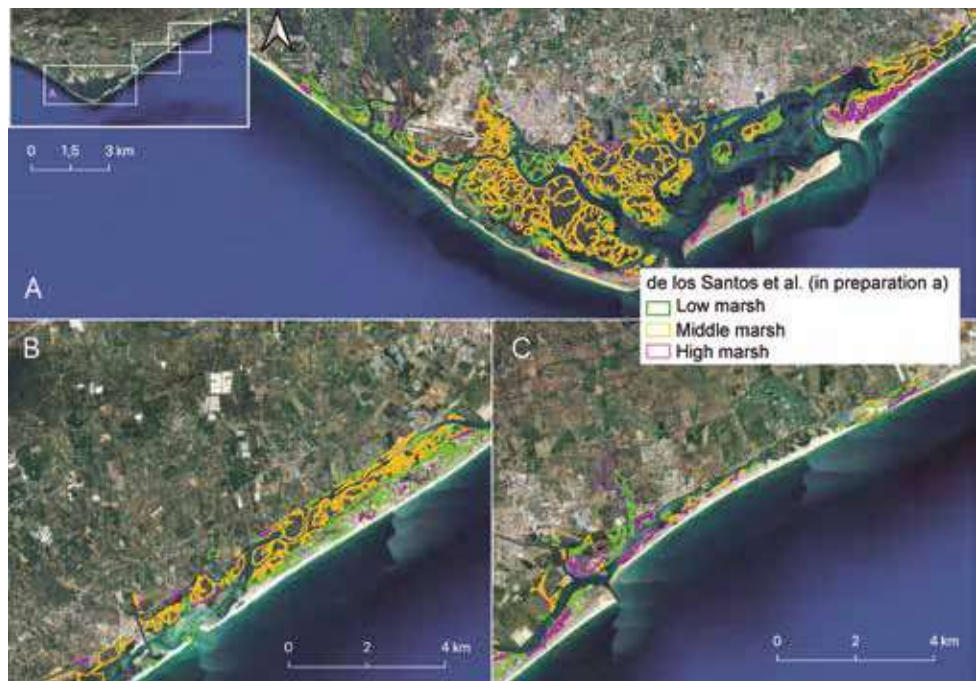 A
0 1,5 3 km
A
de los Santos et al. (in preparation a)
Low marsh
Middle marsh
High marsh
B
0 2 4 km
C
0 2 4 km